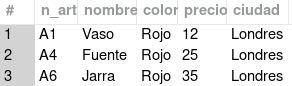 # n_art nombre color precio ciudad
1 A1 Vaso Rojo 12 Londres
2 A4 Fuente Rojo 25 Londres
3 A6 Jarra Rojo 35 Londres